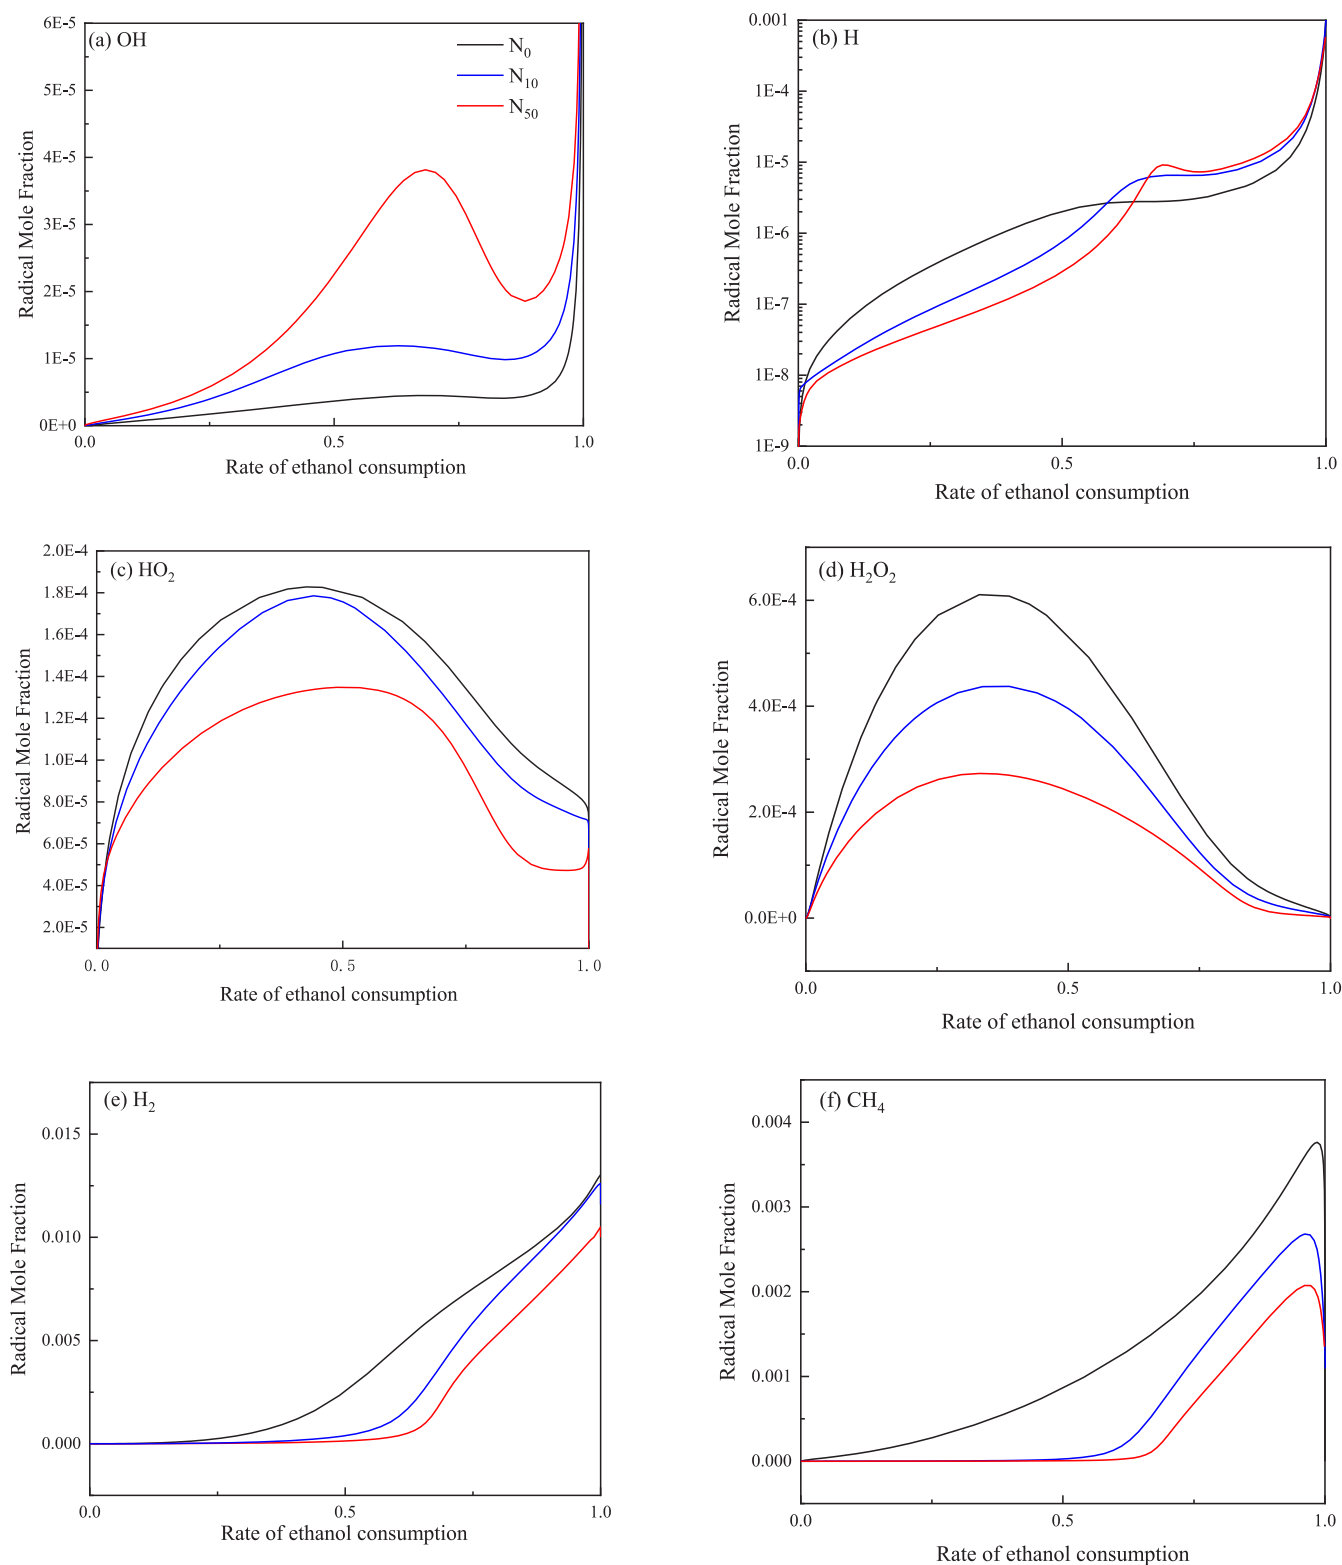 (a) OH
N₀
N₁₀
N₅₀
6E-5
5E-5
4E-5
3E-5
2E-5
1E-5
0E+0
0.0
0.5
1.0
Radical Mole Fraction
Rate of ethanol consumption
(b) H
0.001
1E-4
1E-5
1E-6
1E-7
1E-8
1E-9
0.0
0.5
1.0
Radical Mole Fraction
Rate of ethanol consumption
(c) HO₂
2.0E-4
1.8E-4
1.6E-4
1.4E-4
1.2E-4
1.0E-4
8.0E-5
6.0E-5
4.0E-5
2.0E-5
0.0
0.5
1.0
Radical Mole Fraction
Rate of ethanol consumption
(d) H₂O₂
6.0E-4
4.0E-4
2.0E-4
0.0E+0
0.0
0.5
1.0
Radical Mole Fraction
Rate of ethanol consumption
(e) H₂
0.015
0.010
0.005
0.000
0.0
0.5
1.0
Radical Mole Fraction
Rate of ethanol consumption
(f) CH₄
0.004
0.003
0.002
0.001
0.000
0.0
0.5
1.0
Radical Mole Fraction
Rate of ethanol consumption